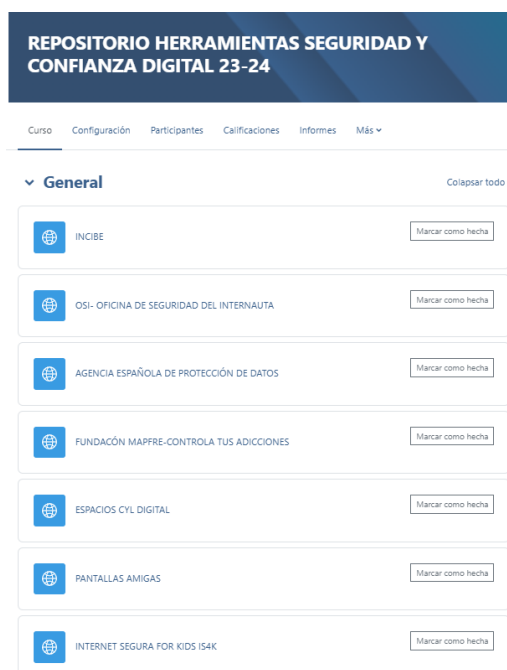 REPOSITORIO HERRAMIENTAS SEGURIDAD Y
CONFIANZA DIGITAL 23-24
Curso Configuración Participantes Calificaciones Informes Más
General Colapsar todo
INCIBE Marcar como hecha
OSI- OFICINA DE SEGURIDAD DEL INTERNAUTA Marcar como hecha
AGENCIA ESPAÑOLA DE PROTECCIÓN DE DATOS Marcar como hecha
FUNDACÓN MAPFRE-CONTROLA TUS ADICCIONES Marcar como hecha
ESPACIOS CYL DIGITAL Marcar como hecha
PANTALLAS AMIGAS Marcar como hecha
INTERNET SEGURA FOR KIDS IS4K Marcar como hecha